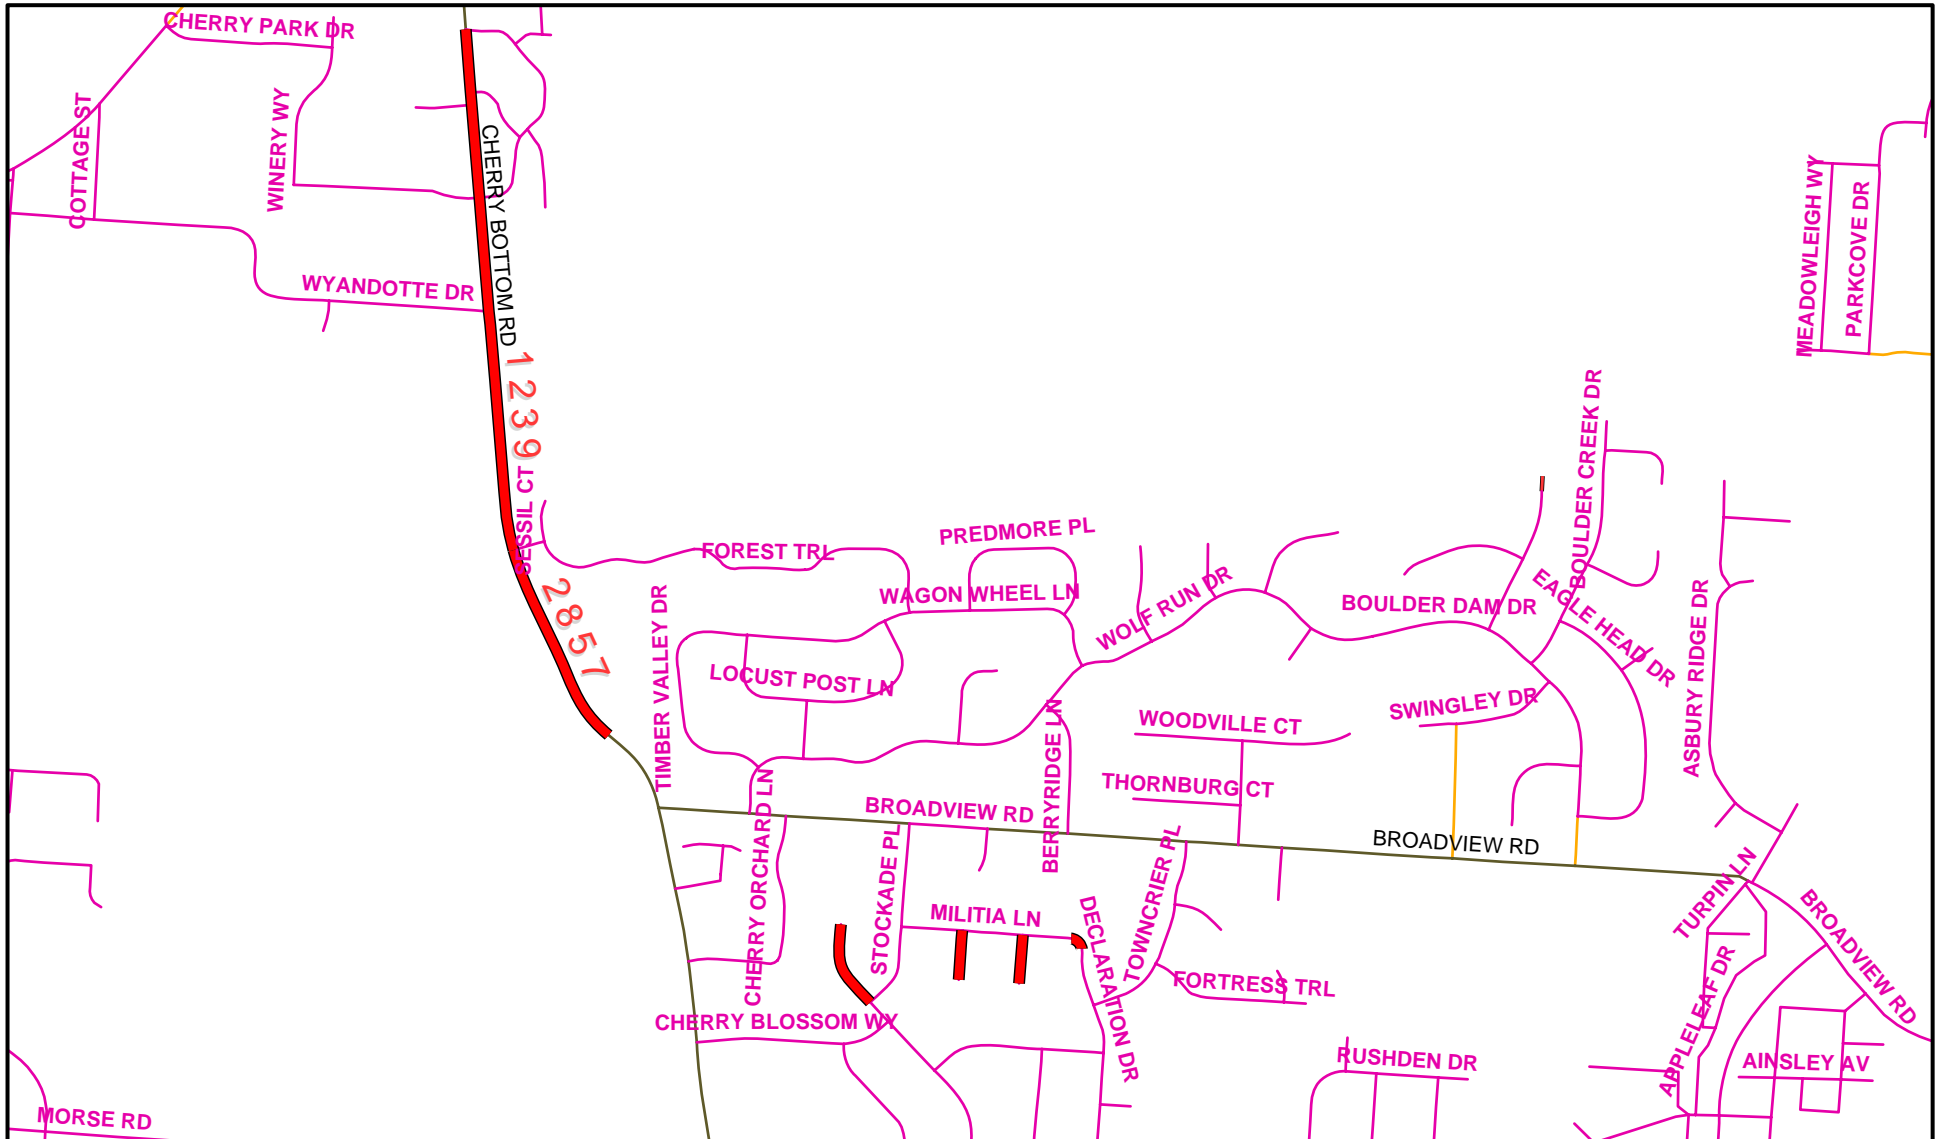 CHERRY PARK DR
COTTAGE ST
WINERY WY
CHERRY BOTTOM RD
WYANDOTTE DR
MEADOWLEIGH WY
PARKCOVE DR
1239
SESSIL CT
2857
FOREST TRL
PREDMORE PL
WAGON WHEEL LN
WOLF RUN DR
BOULDER CREEK DR
BOULDER DAM DR
EAGLE HEAD DR
ASBURY RIDGE DR
TIMBER VALLEY DR
LOCUST POST LN
BERRYRIDGE LN
WOODVILLE CT
SWINGLEY DR
THORNBURG CT
BROADVIEW RD
BROADVIEW RD
CHERRY ORCHARD LN
STOCKADE PL
MILITIA LN
DECLARATION DR
TOWNCRIER PL
FORTRESS TRL
TURPIN LN
BROADVIEW RD
APPLELEAF DR
CHERRY BLOSSOM WY
RUSHDEN DR
AINSLEY AV
MORSE RD